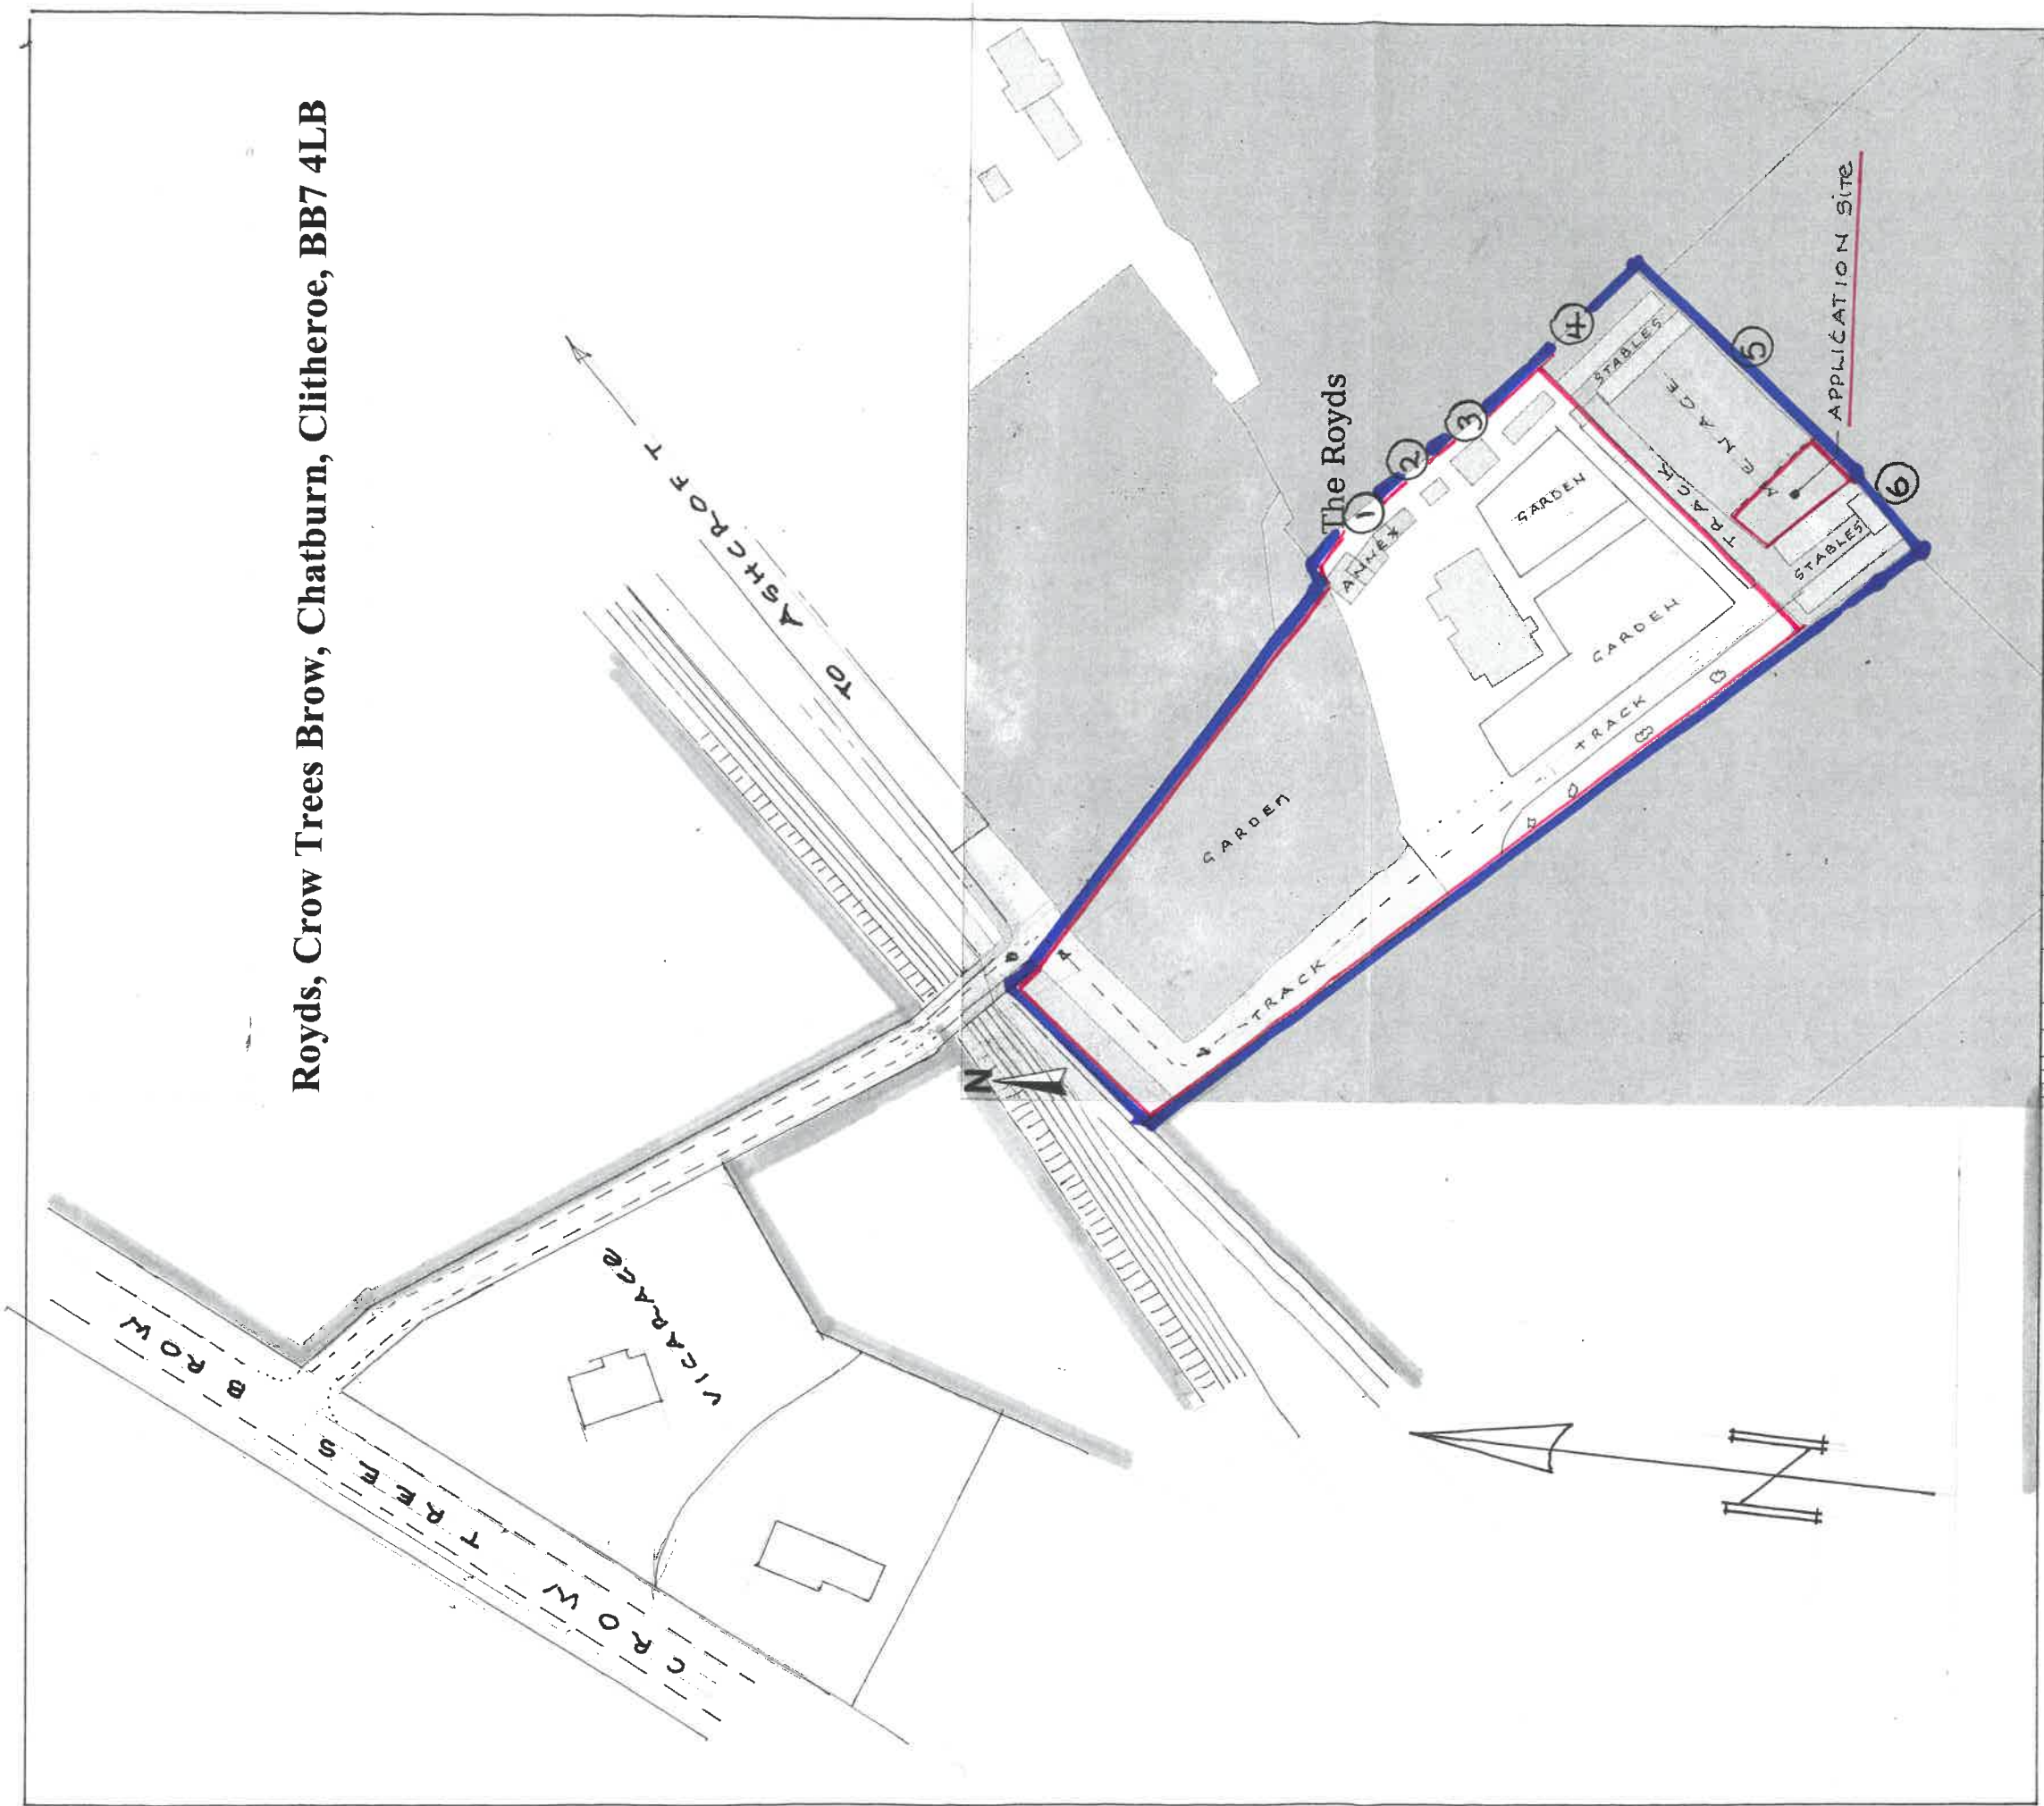 Royds, Crow Trees Brow, Chatburn, Clitheroe, BB7 4LB
TO ASHCROFT
CROW TREES BROW
VICARAGE
N
N
The Royds
1
2
3
4
5
6
ANNEX
GARDEN
GARDEN
GARDEN
TRACK
TRACK
TRACK
STABLES
MENAGE
STABLES
APPLICATION SITE